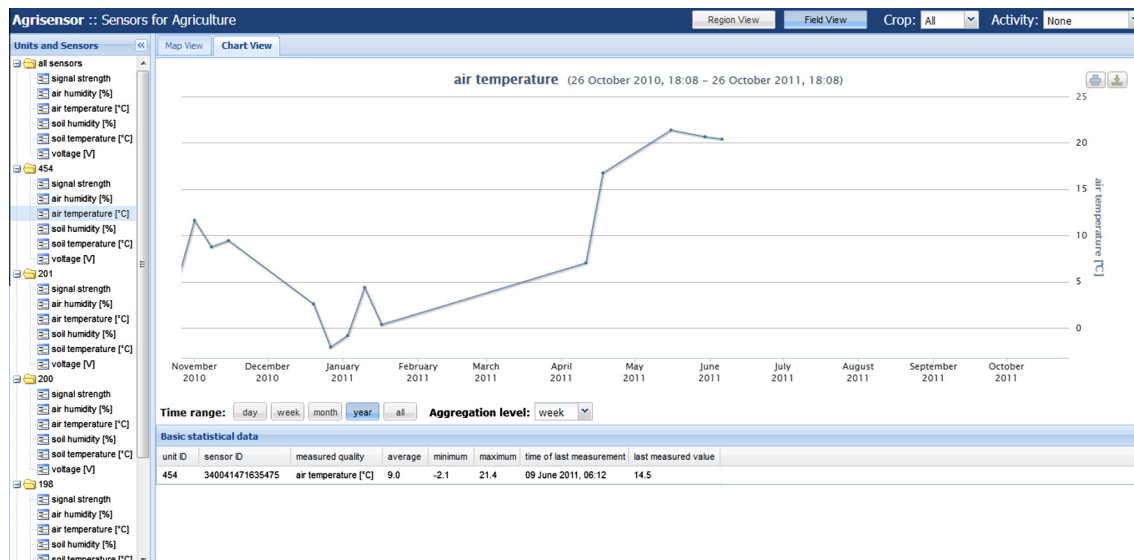 Agrisensor :: Sensors for Agriculture
Region View
Field View
Crop: All
Activity: None
Units and Sensors
all sensors
signal strength
air humidity [%]
air temperature [°C]
soil humidity [%]
soil temperature [°C]
voltage [V]
454
signal strength
air humidity [%]
air temperature [°C]
soil humidity [%]
soil temperature [°C]
voltage [V]
201
signal strength
air humidity [%]
air temperature [°C]
soil humidity [%]
soil temperature [°C]
voltage [V]
200
signal strength
air humidity [%]
air temperature [°C]
soil humidity [%]
soil temperature [°C]
voltage [V]
198
signal strength
air humidity [%]
air temperature [°C]
soil humidity [%]
soil temperature [°C]
Map View
Chart View
air temperature (26 October 2010, 18:08 – 26 October 2011, 18:08)
25
20
15
10
5
0
air temperature [°C]
November 2010
December 2010
January 2011
February 2011
March 2011
April 2011
May 2011
June 2011
July 2011
August 2011
September 2011
October 2011
Time range: day week month year all
Aggregation level: week
Basic statistical data
unit ID sensor ID measured quality average minimum maximum time of last measurement last measured value
454 340041471635475 air temperature [°C] 9.0 -2.1 21.4 09 June 2011, 06:12 14.5